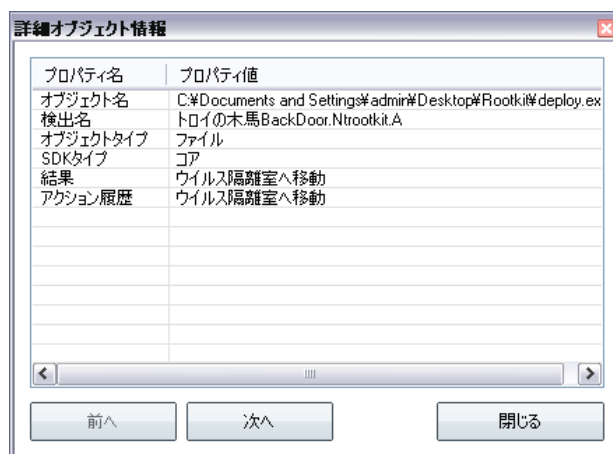 詳細オブジェクト情報
プロパティ名 プロパティ値
オブジェクト名 C:¥Documents and Settings¥admin¥Desktop¥Rootkit¥deploy.ex
検出名 トロイの木馬BackDoor.Ntrootkit.A
オブジェクトタイプ ファイル
SDKタイプ コア
結果 ウイルス隔離室へ移動
アクション履歴 ウイルス隔離室へ移動
前へ 次へ 閉じる